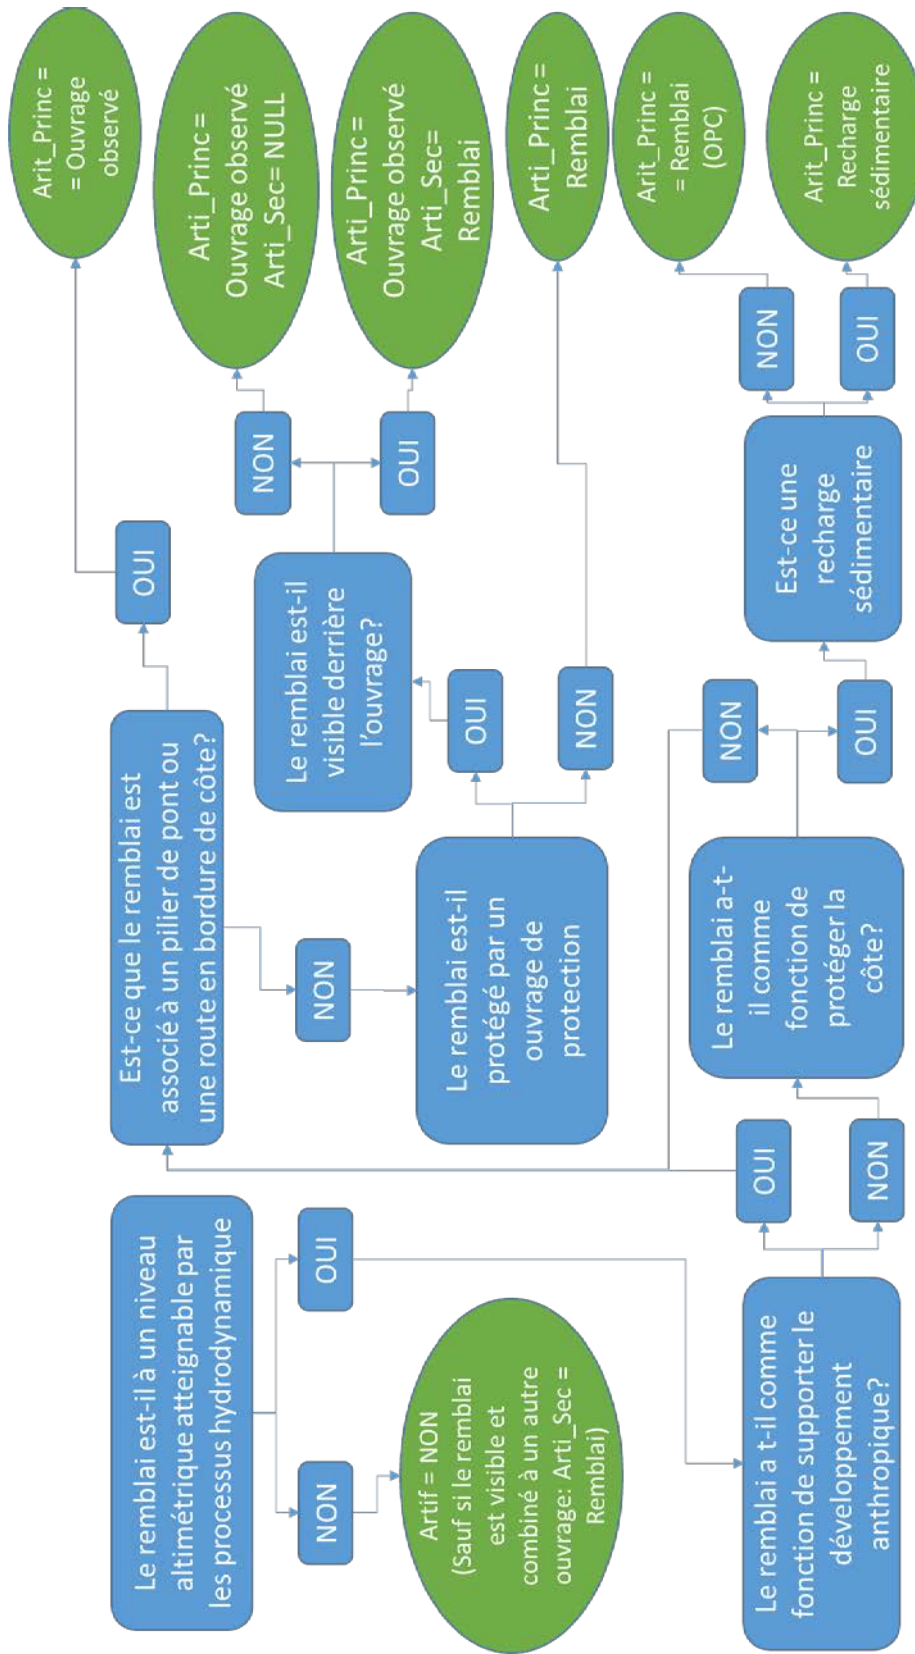 Le remblai est-il à un niveau
altimétrique atteignable par
les processus hydrodynamique
NON
OUI
Artif = NON
(Sauf si le remblai
est visible et
combiné à un autre
ouvrage: Arti_Sec =
Remblai)
Le remblai a t-il comme
fonction de supporter le
développement
anthropique?
OUI
NON
Est-ce que le remblai est
associé à un pilier de pont ou
une route en bordure de côte?
OUI
NON
Arit_Princ =
= Ouvrage
observé
Le remblai est-il
protégé par un
ouvrage de
protection
OUI
NON
Le remblai est-il
visible derrière
l'ouvrage?
NON
OUI
Arti_Princ =
Ouvrage observé
Arti_Sec= NULL
Arti_Princ =
Ouvrage observé
Arti_Sec=
Remblai
Arti_Princ =
Remblai
Le remblai a-t-
il comme
fonction de
protéger la
côte?
NON
OUI
Est-ce une
recharge
sédimentaire
NON
OUI
Arit_Princ =
= Remblai
(OPC)
Arit_Princ =
Recharge
sédimentaire